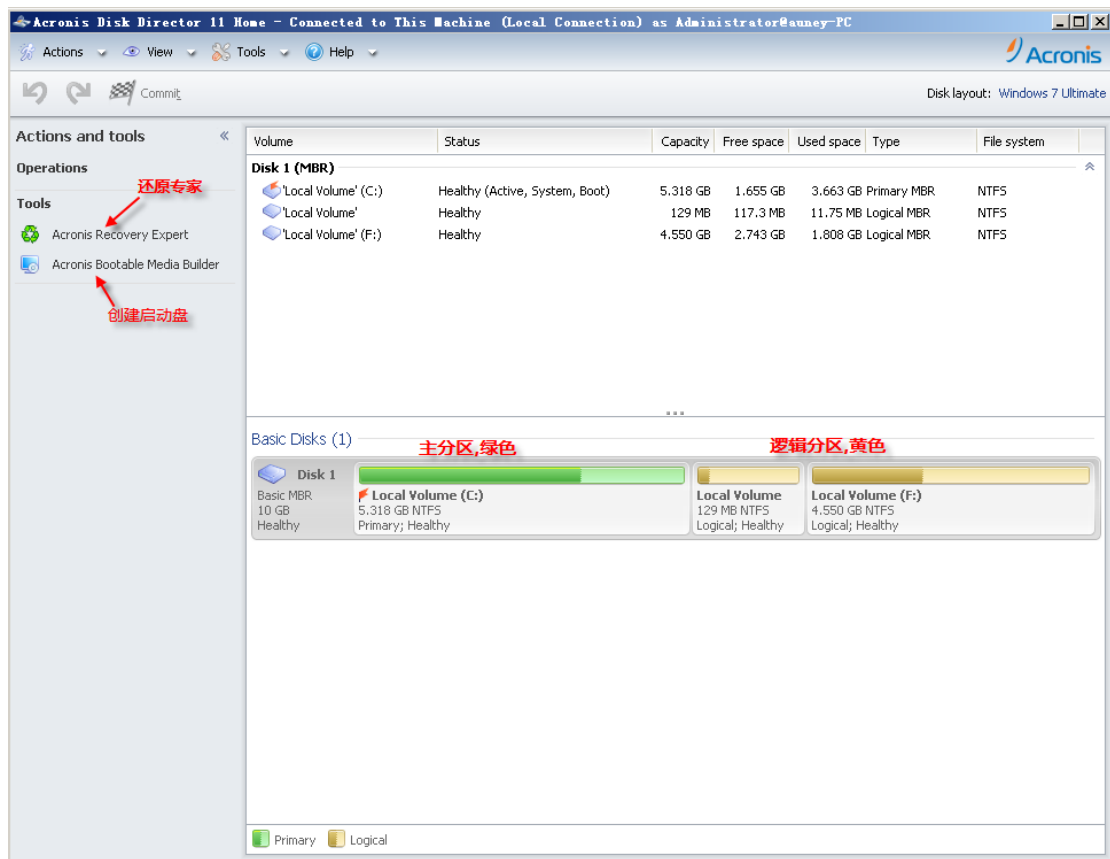 Acronis Disk Director 11 Home - Connected to This Machine (Local Connection) as Administrator@auney-PC
Actions View Tools Help
Acronis
Commit
Disk layout: Windows 7 Ultimate
Actions and tools «
Operations
还原专家
Tools
Acronis Recovery Expert
Acronis Bootable Media Builder
创建启动盘
Volume Status Capacity Free space Used space Type File system
Disk 1 (MBR)
'Local Volume' (C:) Healthy (Active, System, Boot) 5.318 GB 1.655 GB 3.663 GB Primary MBR NTFS
'Local Volume' Healthy 129 MB 117.3 MB 11.75 MB Logical MBR NTFS
'Local Volume' (F:) Healthy 4.550 GB 2.743 GB 1.808 GB Logical MBR NTFS
Basic Disks (1)
主分区,绿色
逻辑分区,黄色
Disk 1
Basic MBR
10 GB
Healthy
Local Volume (C:)
5.318 GB NTFS
Primary; Healthy
Local Volume
129 MB NTFS
Logical; Healthy
Local Volume (F:)
4.550 GB NTFS
Logical; Healthy
Primary Logical